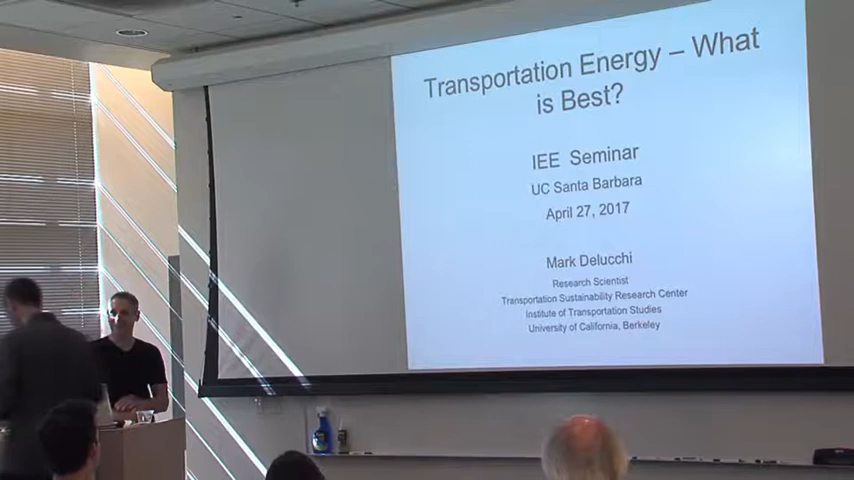 Transportation Energy – What
is Best?
IEE Seminar
UC Santa Barbara
April 27, 2017
Mark Delucchi
Research Scientist
Transportation Sustainability Research Center
Institute of Transportation Studies
University of California, Berkeley